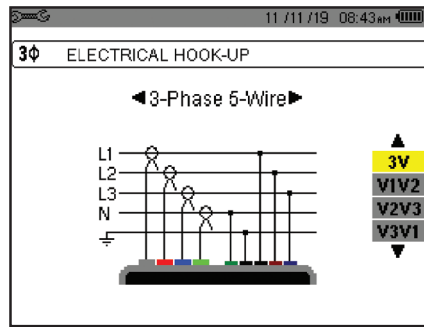 11 /11 /19 08:43AM
3Φ ELECTRICAL HOOK-UP
◄3-Phase 5-Wire►
L1
L2
L3
N
3V
V1V2
V2V3
V3V1